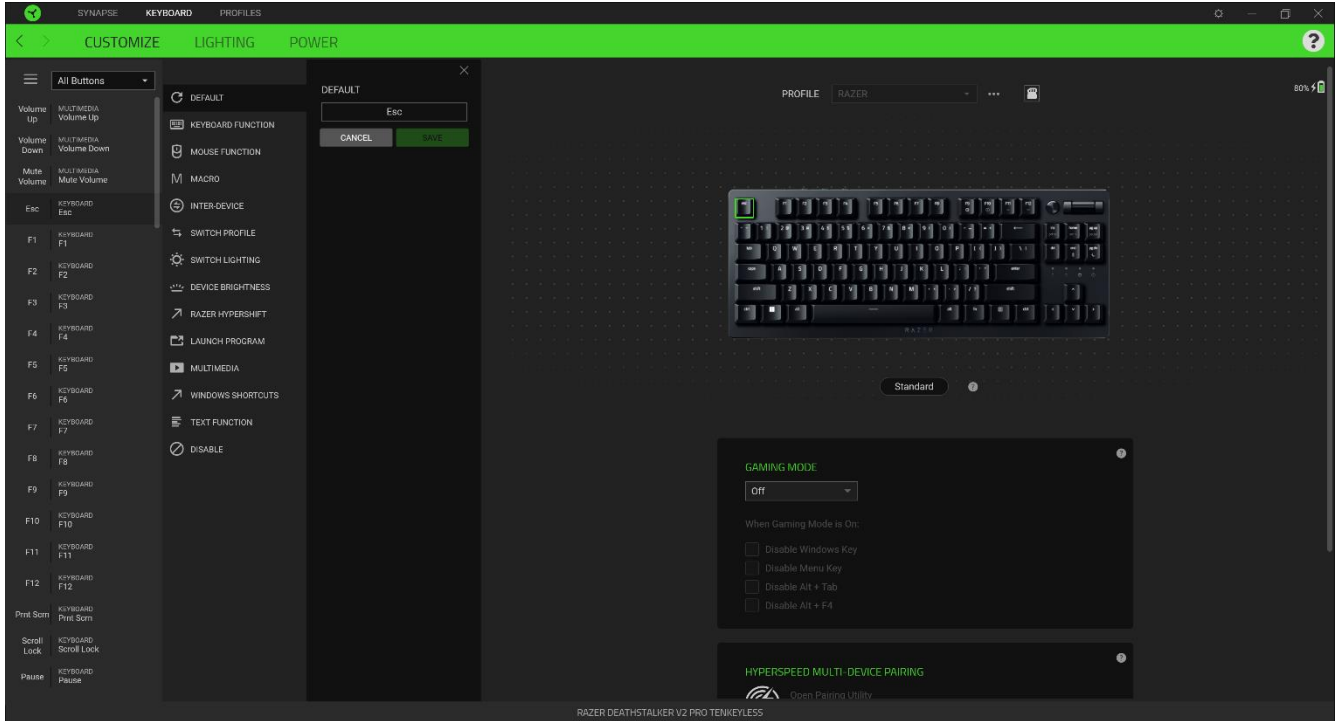 SYNAPSE KEYBOARD PROFILES
CUSTOMIZE LIGHTING POWER
?
All Buttons
Volume Up MULTIMEDIA Volume Up
Volume Down MULTIMEDIA Volume Down
Mute Volume MULTIMEDIA Mute Volume
Esc KEYBOARD Esc
F1 KEYBOARD F1
F2 KEYBOARD F2
F3 KEYBOARD F3
F4 KEYBOARD F4
F5 KEYBOARD F5
F6 KEYBOARD F6
F7 KEYBOARD F7
F8 KEYBOARD F8
F9 KEYBOARD F9
F10 KEYBOARD F10
F11 KEYBOARD F11
F12 KEYBOARD F12
Prnt Scrn KEYBOARD Prnt Scrn
Scroll Lock KEYBOARD Scroll Lock
Pause KEYBOARD Pause
DEFAULT
KEYBOARD FUNCTION
MOUSE FUNCTION
MACRO
INTER-DEVICE
SWITCH PROFILE
SWITCH LIGHTING
DEVICE BRIGHTNESS
RAZER HYPERSHIFT
LAUNCH PROGRAM
MULTIMEDIA
WINDOWS SHORTCUTS
TEXT FUNCTION
DISABLE
DEFAULT
Esc
CANCEL SAVE
PROFILE RAZER
80%
RAZER
Standard
GAMING MODE
Off
When Gaming Mode is On:
Disable Windows Key
Disable Menu Key
Disable Alt + Tab
Disable Alt + F4
HYPERSPEED MULTI-DEVICE PAIRING
Open Pairing Utility
RAZER DEATHSTALKER V2 PRO TENKEYLESS